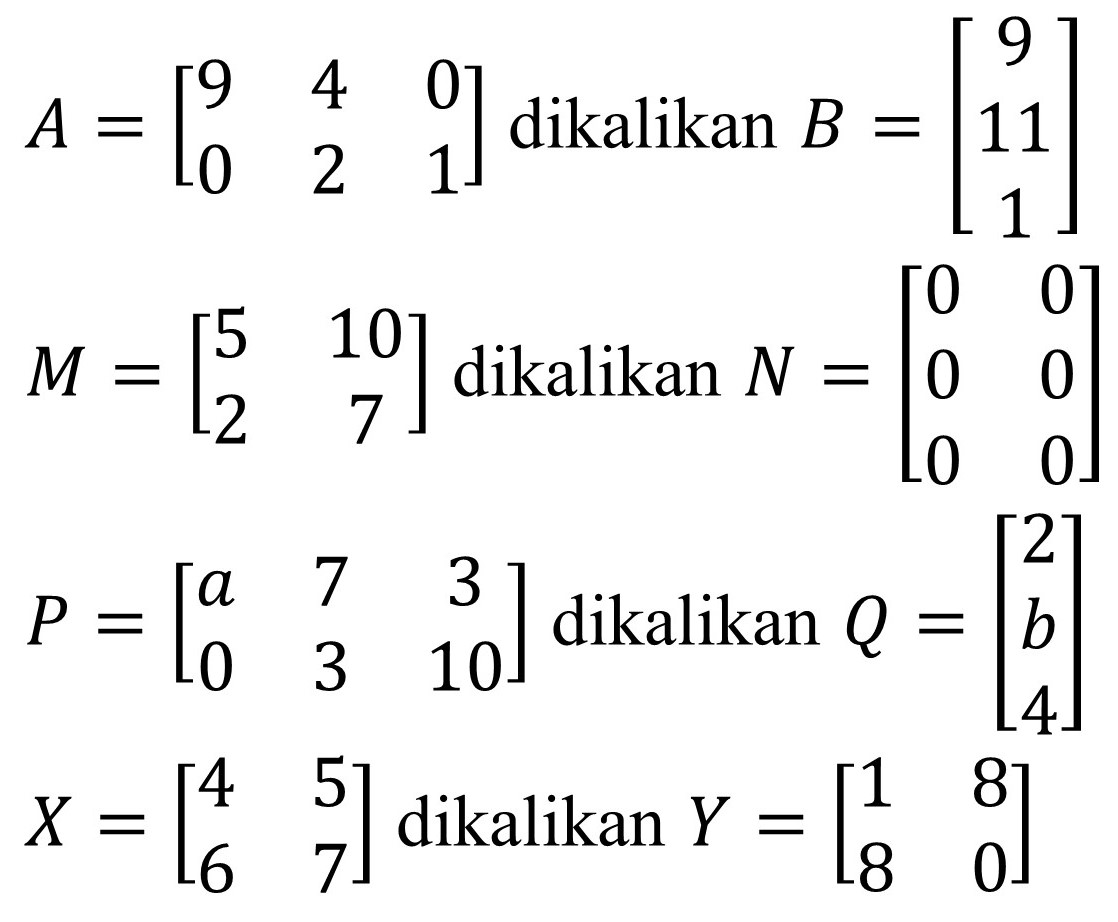 A = [9 4 0; 0 2 1] dikalikan B = [9; 11; 1]
M = [5 10; 2 7] dikalikan N = [0 0; 0 0; 0 0]
P = [a 7 3; 0 3 10] dikalikan Q = [2; b; 4]
X = [4 5; 6 7] dikalikan Y = [1 8; 8 0]